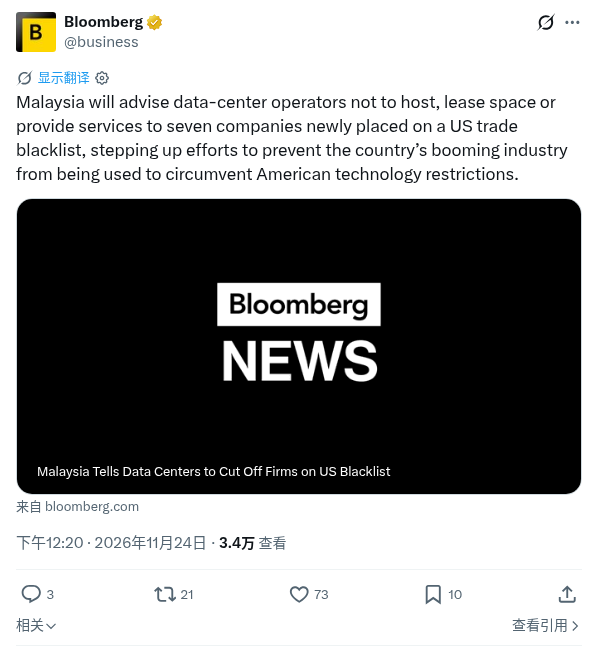 Bloomberg
@business
显示翻译
Malaysia will advise data-center operators not to host, lease space or
provide services to seven companies newly placed on a US trade
blacklist, stepping up efforts to prevent the country’s booming industry
from being used to circumvent American technology restrictions.
Bloomberg
NEWS
Malaysia Tells Data Centers to Cut Off Firms on US Blacklist
来自 bloomberg.com
下午12:20 · 2026年11月24日 · 3.4万 查看
3 21 73 10
相关 查看引用